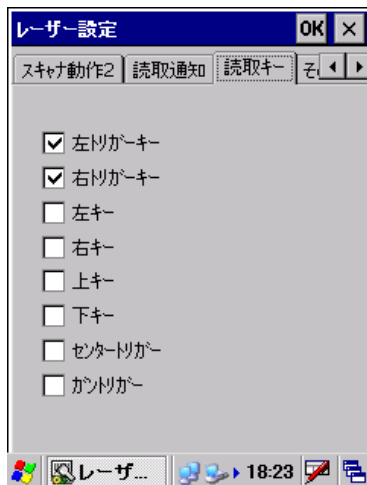 レーザー設定 OK ×
スキャナ動作2 読取通知 読取キー
左トリガーキー
右トリガーキー
左キー
右キー
上キー
下キー
センタートリガー
ガントリガー
レーザ... 18:23